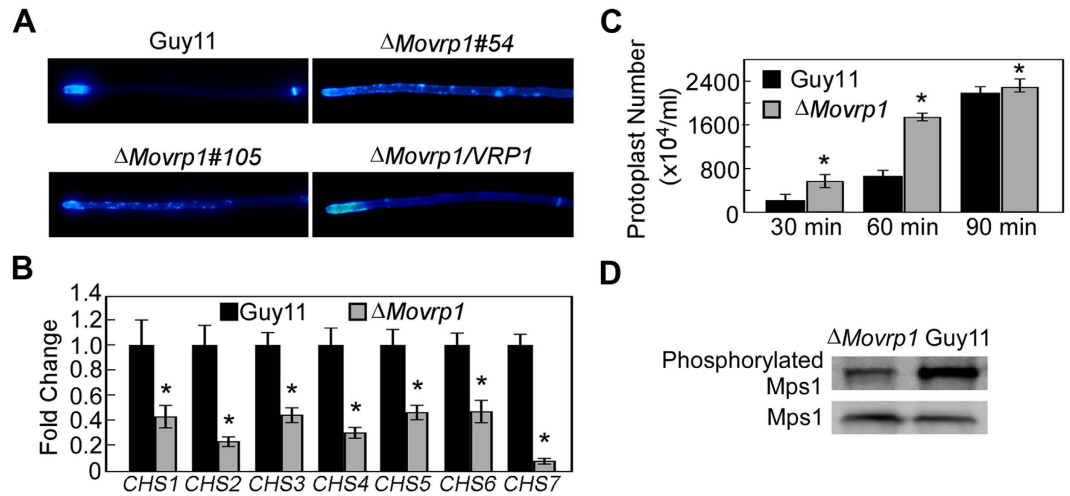 A
Guy11
ΔMovrp1#54
ΔMovrp1#105
ΔMovrp1/VRP1
B
Fold Change
1.4
1.2
1.0
0.8
0.6
0.4
0.2
0
Guy11
ΔMovrp1
*
*
*
*
*
*
*
CHS1 CHS2 CHS3 CHS4 CHS5 CHS6 CHS7
C
Protoplast Number
(x10⁴/ml)
2400
1600
800
0
Guy11
ΔMovrp1
*
*
*
30 min 60 min 90 min
D
ΔMovrp1 Guy11
Phosphorylated
Mps1
Mps1